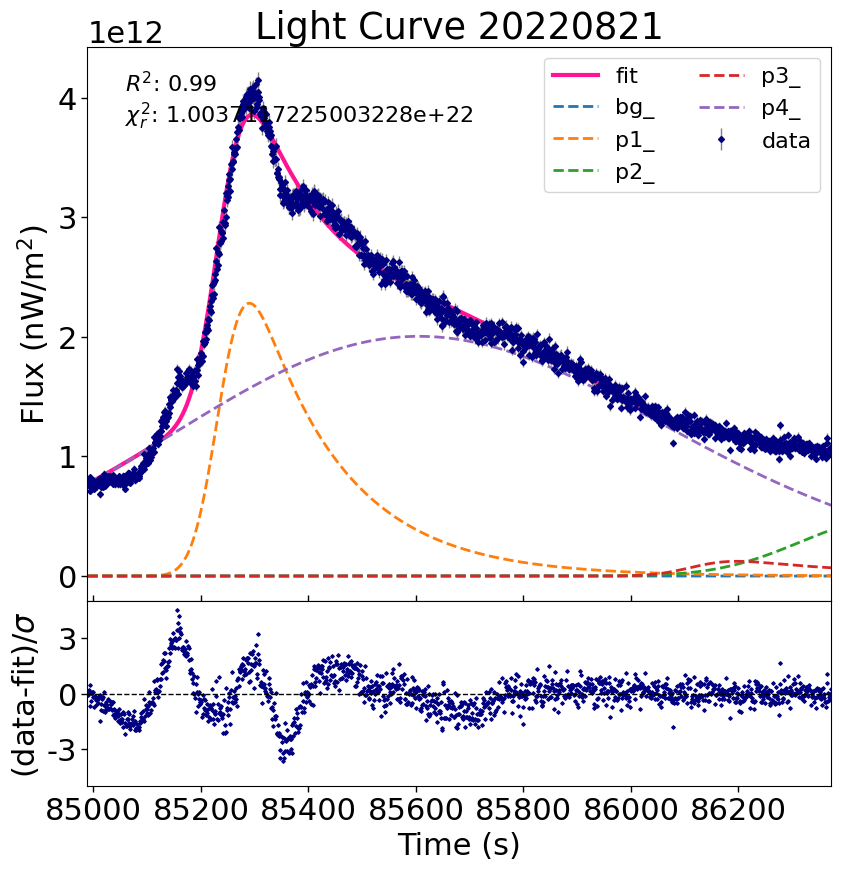 Light Curve 20220821
1e12
R²: 0.99
χ²ᵣ: 1.003 7225003228e+22
fit
bg_
p1_
p2_
p3_
p4_
data
Flux (nW/m²)
4
3
2
1
0
(data-fit)/σ
3
0
-3
85000 85200 85400 85600 85800 86000 86200
Time (s)